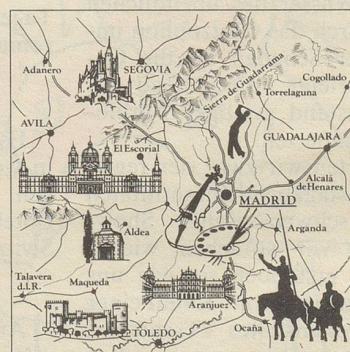 Adanero
SEGOVIA
Cogollado
Sierra de Guadarrama
Torrelaguna
AVILA
El Escorial
GUADALAJARA
Alcalá
de Henares
MADRID
Aldea
Arganda
Talavera
d.l.R.
Maqueda
Aranjuez
Ocaña
TOLEDO